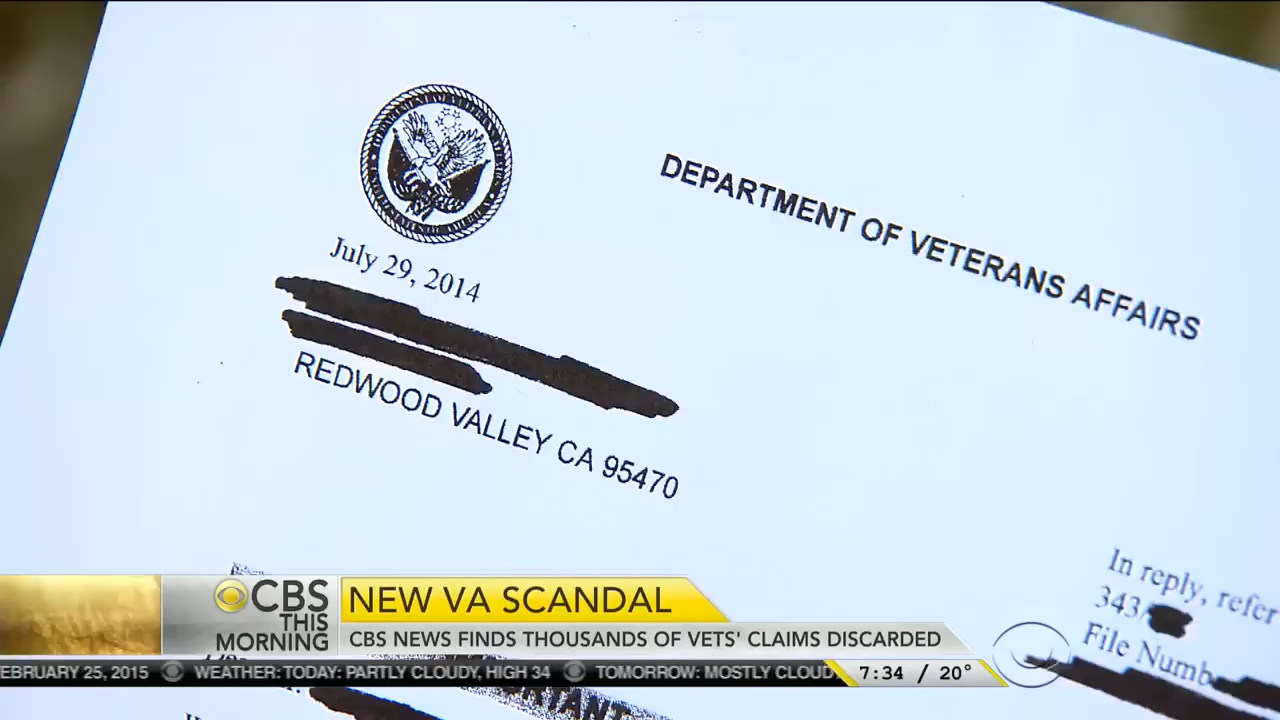 DEPARTMENT OF VETERANS AFFAIRS
July 29, 2014
REDWOOD VALLEY CA 95470
In reply, refer
343/
File Numb
CBS
THIS
MORNING
NEW VA SCANDAL
CBS NEWS FINDS THOUSANDS OF VETS' CLAIMS DISCARDED
EBRUARY 25, 2015 WEATHER: TODAY: PARTLY CLOUDY, HIGH 34 TOMORROW: MOSTLY CLOUD
7:34 / 20°